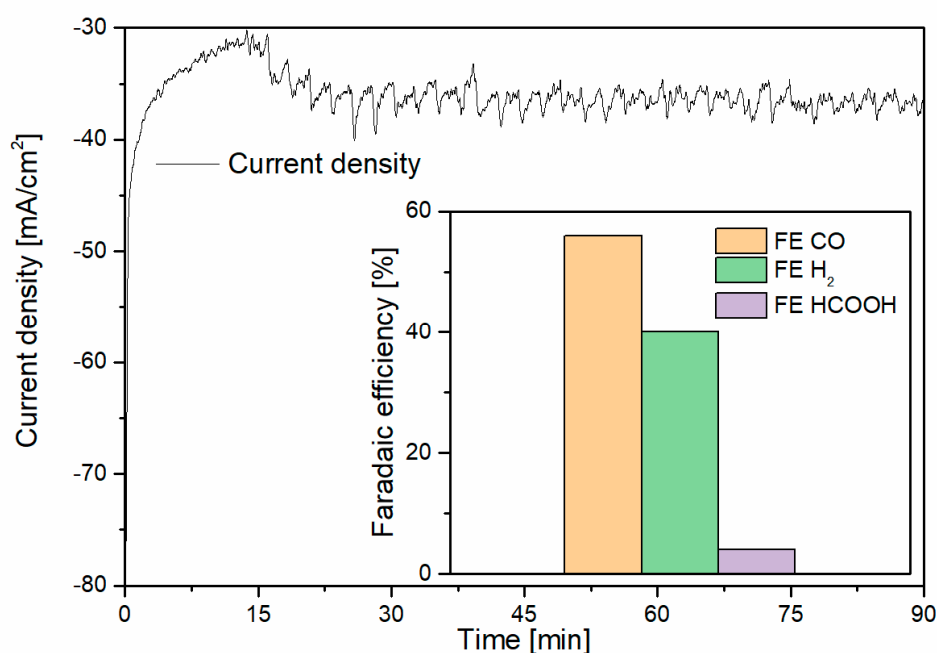 -30
-40
-50
-60
-70
-80
Current density [mA/cm²]
Current density
0
15
30
45
60
75
90
Time [min]
60
40
20
0
Faradaic efficiency [%]
FE CO
FE H₂
FE HCOOH